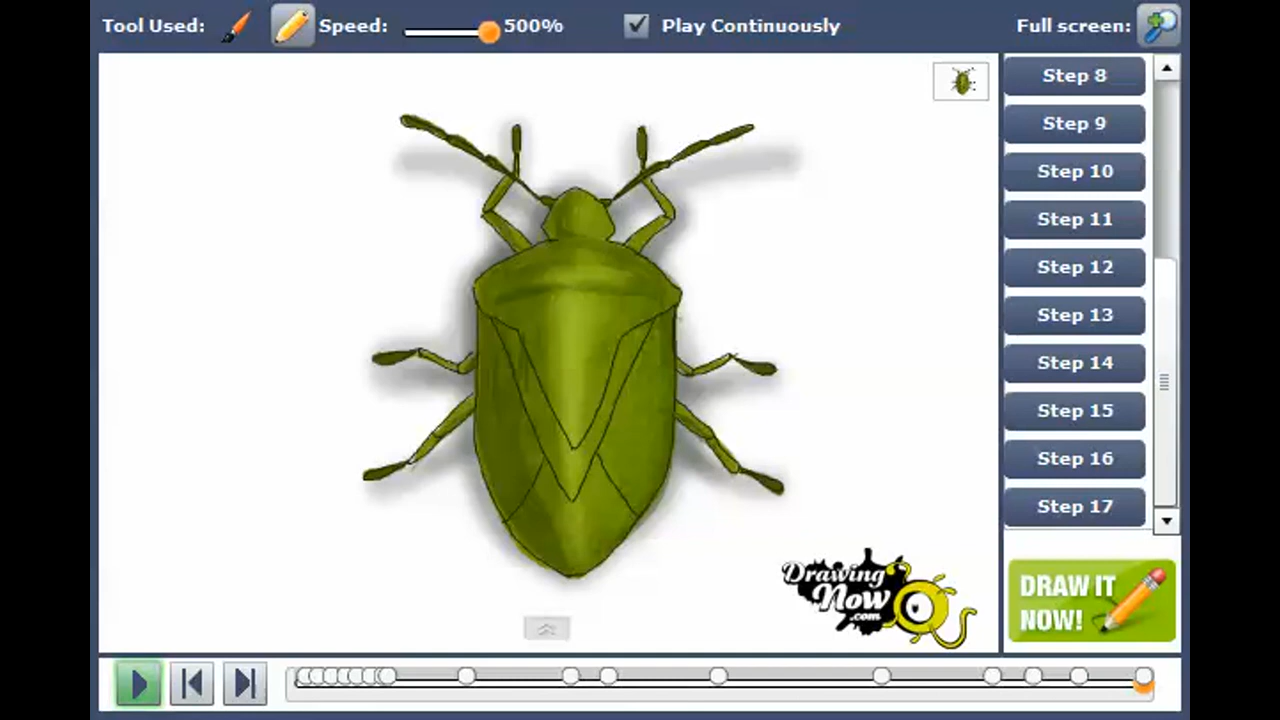 Tool Used:
Speed:
500%
Play Continuously
Full screen:
Step 8
Step 9
Step 10
Step 11
Step 12
Step 13
Step 14
Step 15
Step 16
Step 17
Drawing
Now
.com
DRAW IT
NOW!